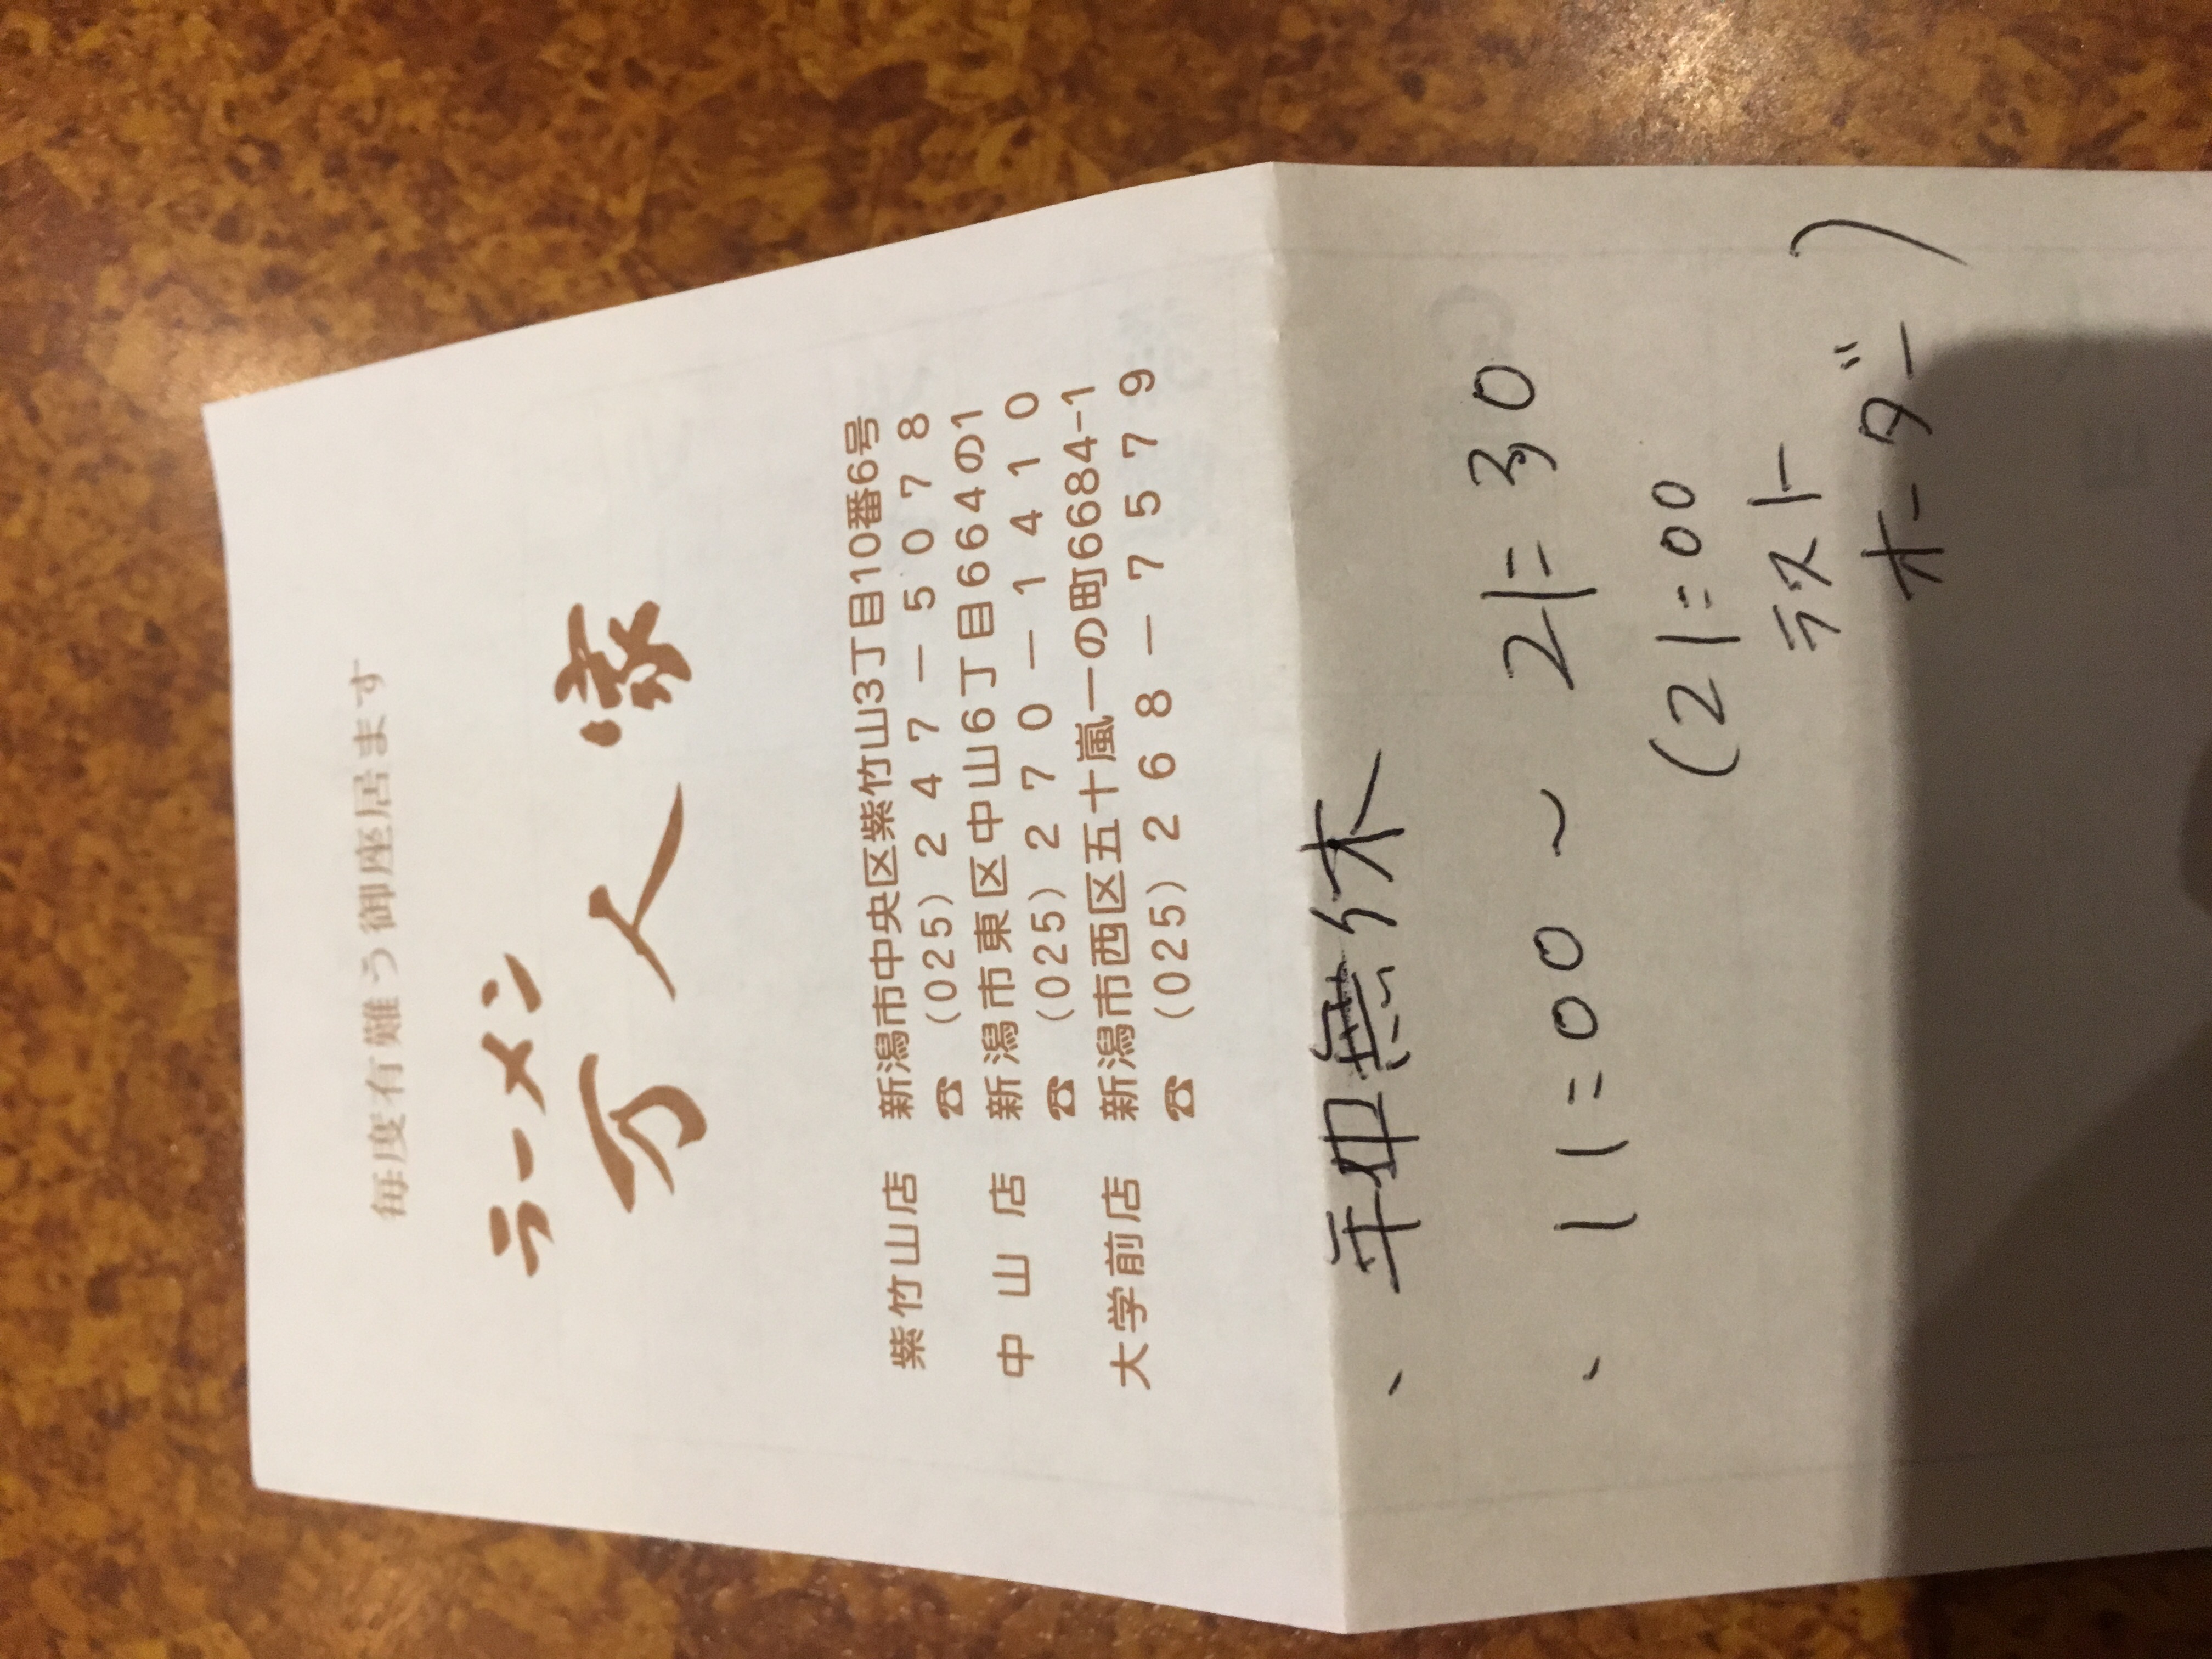 毎度有難う御座居ます
ラーメン
万人家
紫竹山店 新潟市中央区紫竹山3丁目10番6号
☎ (025)247-5078
中山店 新潟市東区中山6丁目664の1
☎ (025)270-1410
大学前店 新潟市西区五十嵐一の町6684-1
☎ (025)268-7579
、年中無休
、11:00 ~ 21:30
(21:00
ラスト
オーダー)